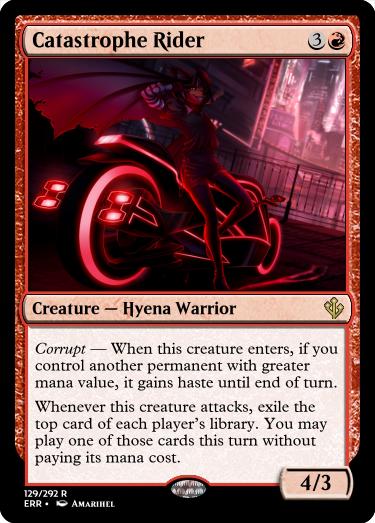 Catastrophe Rider 3
Creature — Hyena Warrior
Corrupt — When this creature enters, if you
control another permanent with greater
mana value, it gains haste until end of turn.
Whenever this creature attacks, exile the
top card of each player's library. You may
play one of those cards this turn without
paying its mana cost.
4/3
129/292 R
ERR • Amarihel